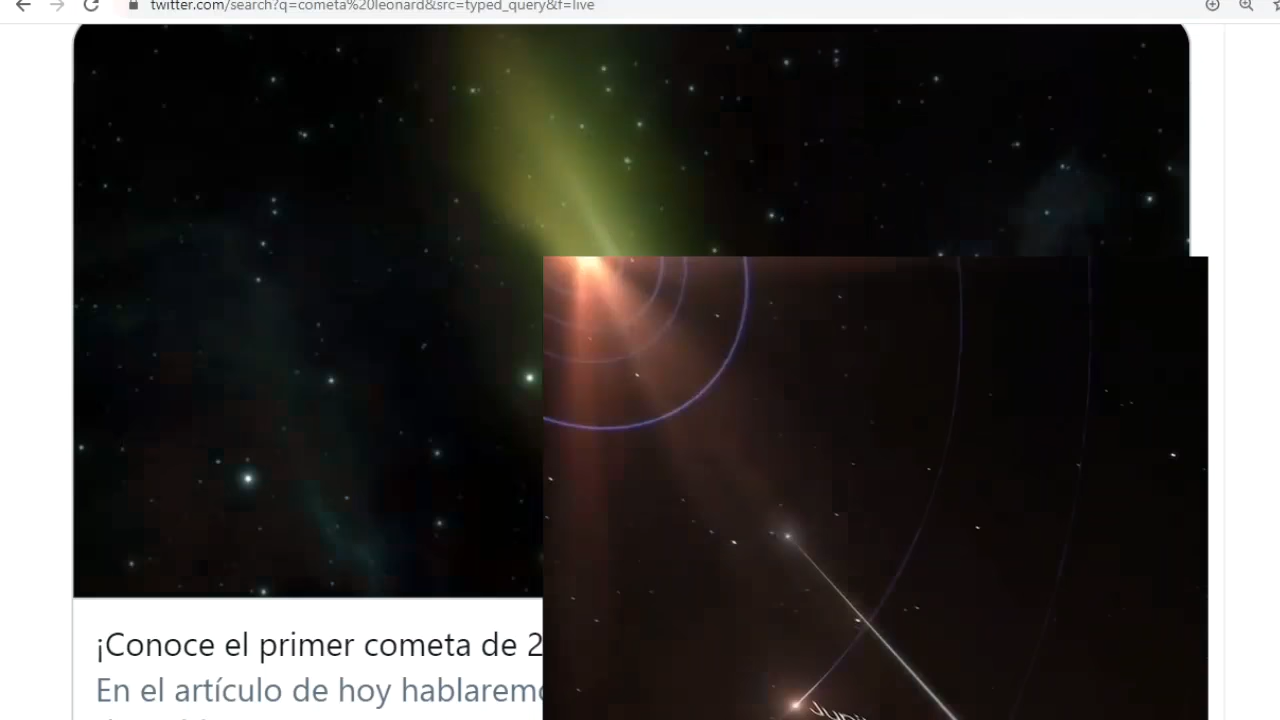 twitter.com/search?q=cometa%20leonard&src=typed_query&f=live
¡Conoce el primer cometa de 2
En el artículo de hoy hablaremo